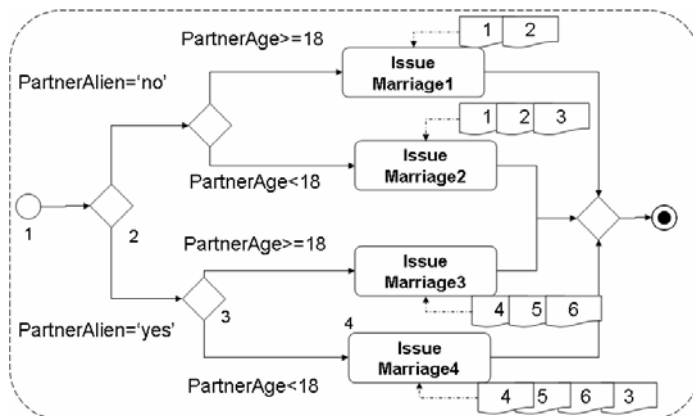 PartnerAge>=18
1 2
Issue
Marriage1
PartnerAlien='no'
1 2 3
Issue
Marriage2
PartnerAge<18
1
2
PartnerAge>=18
Issue
Marriage3
4 5 6
3
PartnerAlien='yes'
4
Issue
Marriage4
PartnerAge<18
4 5 6 3